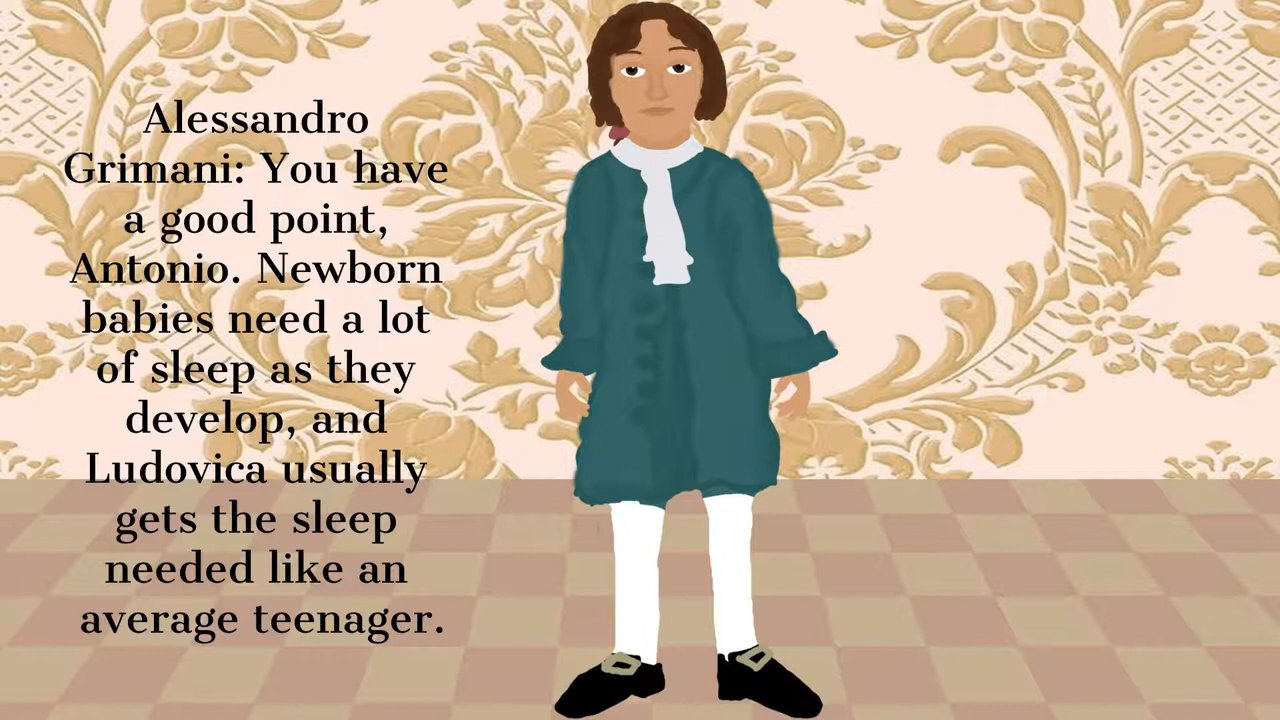 Alessandro
Grimani: You have
a good point,
Antonio. Newborn
babies need a lot
of sleep as they
develop, and
Ludovica usually
gets the sleep
needed like an
average teenager.